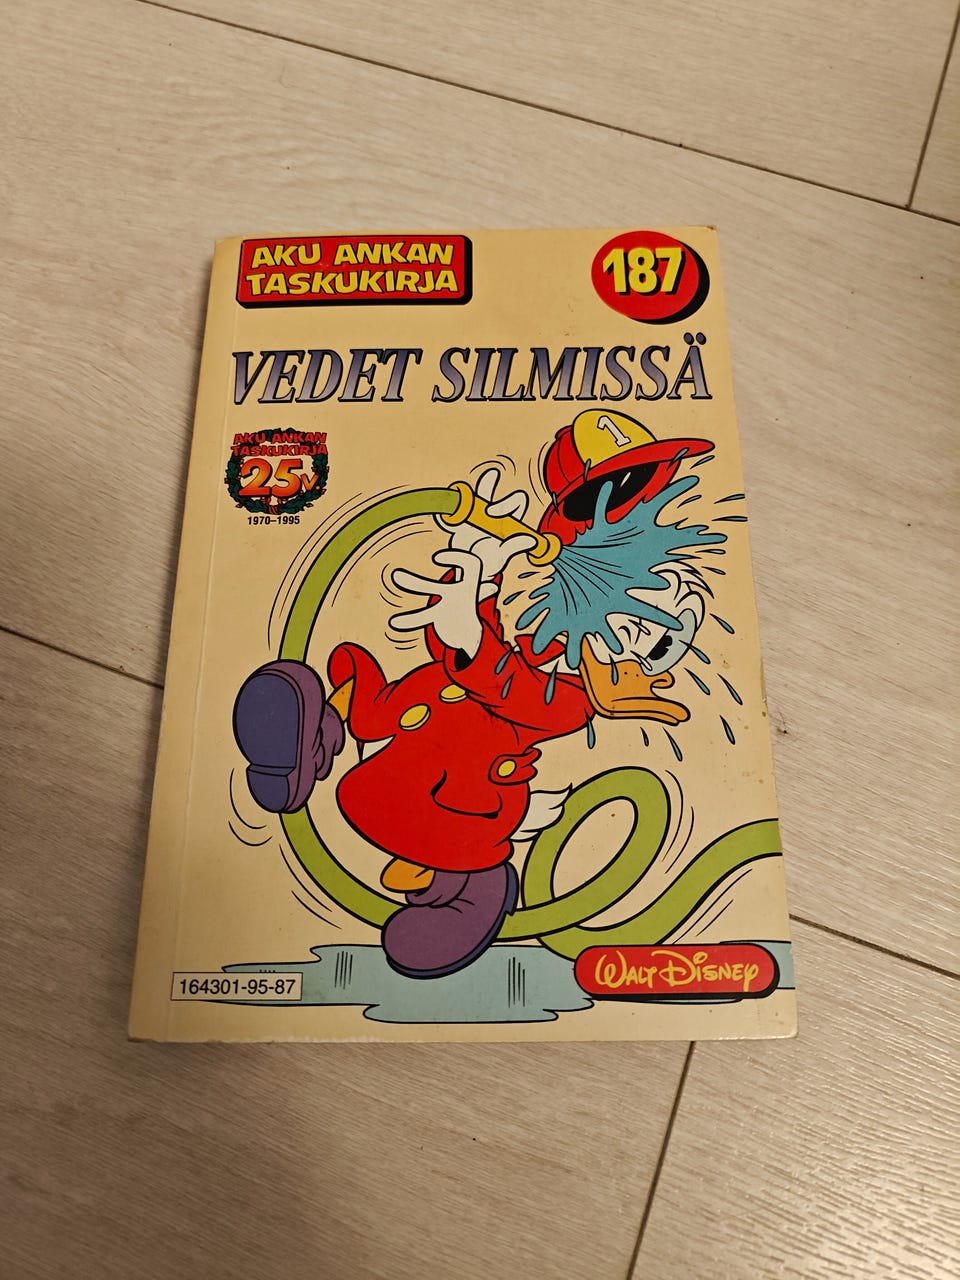 AKU ANKAN
TASKUKIRJA
187
VEDET SILMISSÄ
1
AKU ANKAN
TASKUKIRJA
25v.
1970–1995
WALT DISNEY
164301-95-87